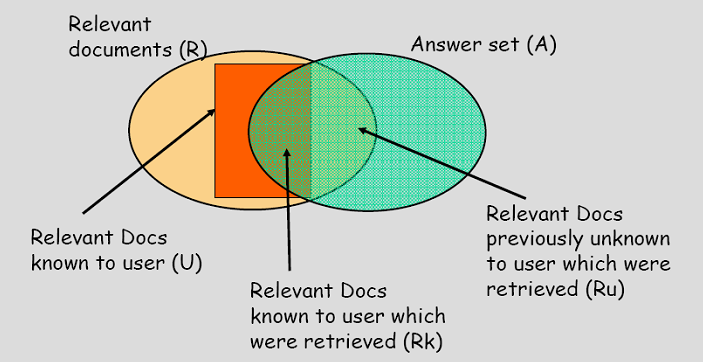 Relevant
documents (R)
Answer set (A)
Relevant Docs
known to user (U)
Relevant Docs
previously unknown
to user which were
retrieved (Ru)
Relevant Docs
known to user which
were retrieved (Rk)